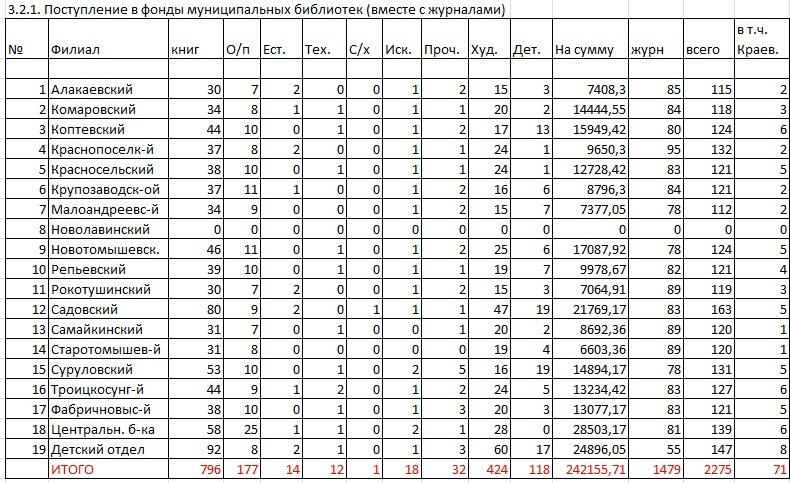 3.2.1. Поступление в фонды муниципальных библиотек (вместе с журналами)
№ Филиал книг О/п Ест. Тех. С/х Иск. Проч. Худ. Дет. На сумму журн всего в т.ч. Краев.
1 Алакаевский 30 7 2 0 0 1 2 15 3 7408,3 85 115 2
2 Комаровский 34 8 1 1 0 1 1 20 2 14444,55 84 118 3
3 Коптевский 44 10 0 1 0 1 2 17 13 15949,42 80 124 6
4 Краснопоселк-й 37 8 2 0 0 1 1 24 1 9650,3 95 132 2
5 Красносельский 38 10 0 1 0 1 1 24 1 12728,42 83 121 5
6 Крупозаводск-ой 37 11 1 0 0 1 2 16 6 8796,3 84 121 2
7 Малоандреевс-й 34 9 0 0 0 1 2 15 7 7377,05 78 112 2
8 Новолавинский 0 0 0 0 0 0 0 0 0 0 0 0 0
9 Новотомышевск. 46 11 0 1 0 1 2 25 6 17087,92 78 124 5
10 Репьевский 39 10 0 1 0 1 1 19 7 9978,67 82 121 4
11 Рокотушинский 30 7 2 0 0 1 2 15 3 7064,91 89 119 3
12 Садовский 80 9 2 0 1 1 1 47 19 21769,17 83 163 5
13 Самайкинский 31 7 0 1 0 0 1 20 2 8692,36 89 120 1
14 Старотомышев-й 31 8 0 0 0 0 0 19 4 6603,36 89 120 1
15 Суруловский 53 10 0 1 0 2 5 16 19 14894,17 78 131 5
16 Троицкосунг-й 44 9 1 2 0 1 2 24 5 13234,42 83 127 6
17 Фабричновыс-й 38 10 0 1 0 1 3 20 3 13077,17 83 121 5
18 Центральн. б-ка 58 25 1 1 0 2 1 28 0 28503,17 81 139 6
19 Детский отдел 92 8 2 1 0 1 3 60 17 24896,05 55 147 8
ИТОГО 796 177 14 12 1 18 32 424 118 242155,71 1479 2275 71